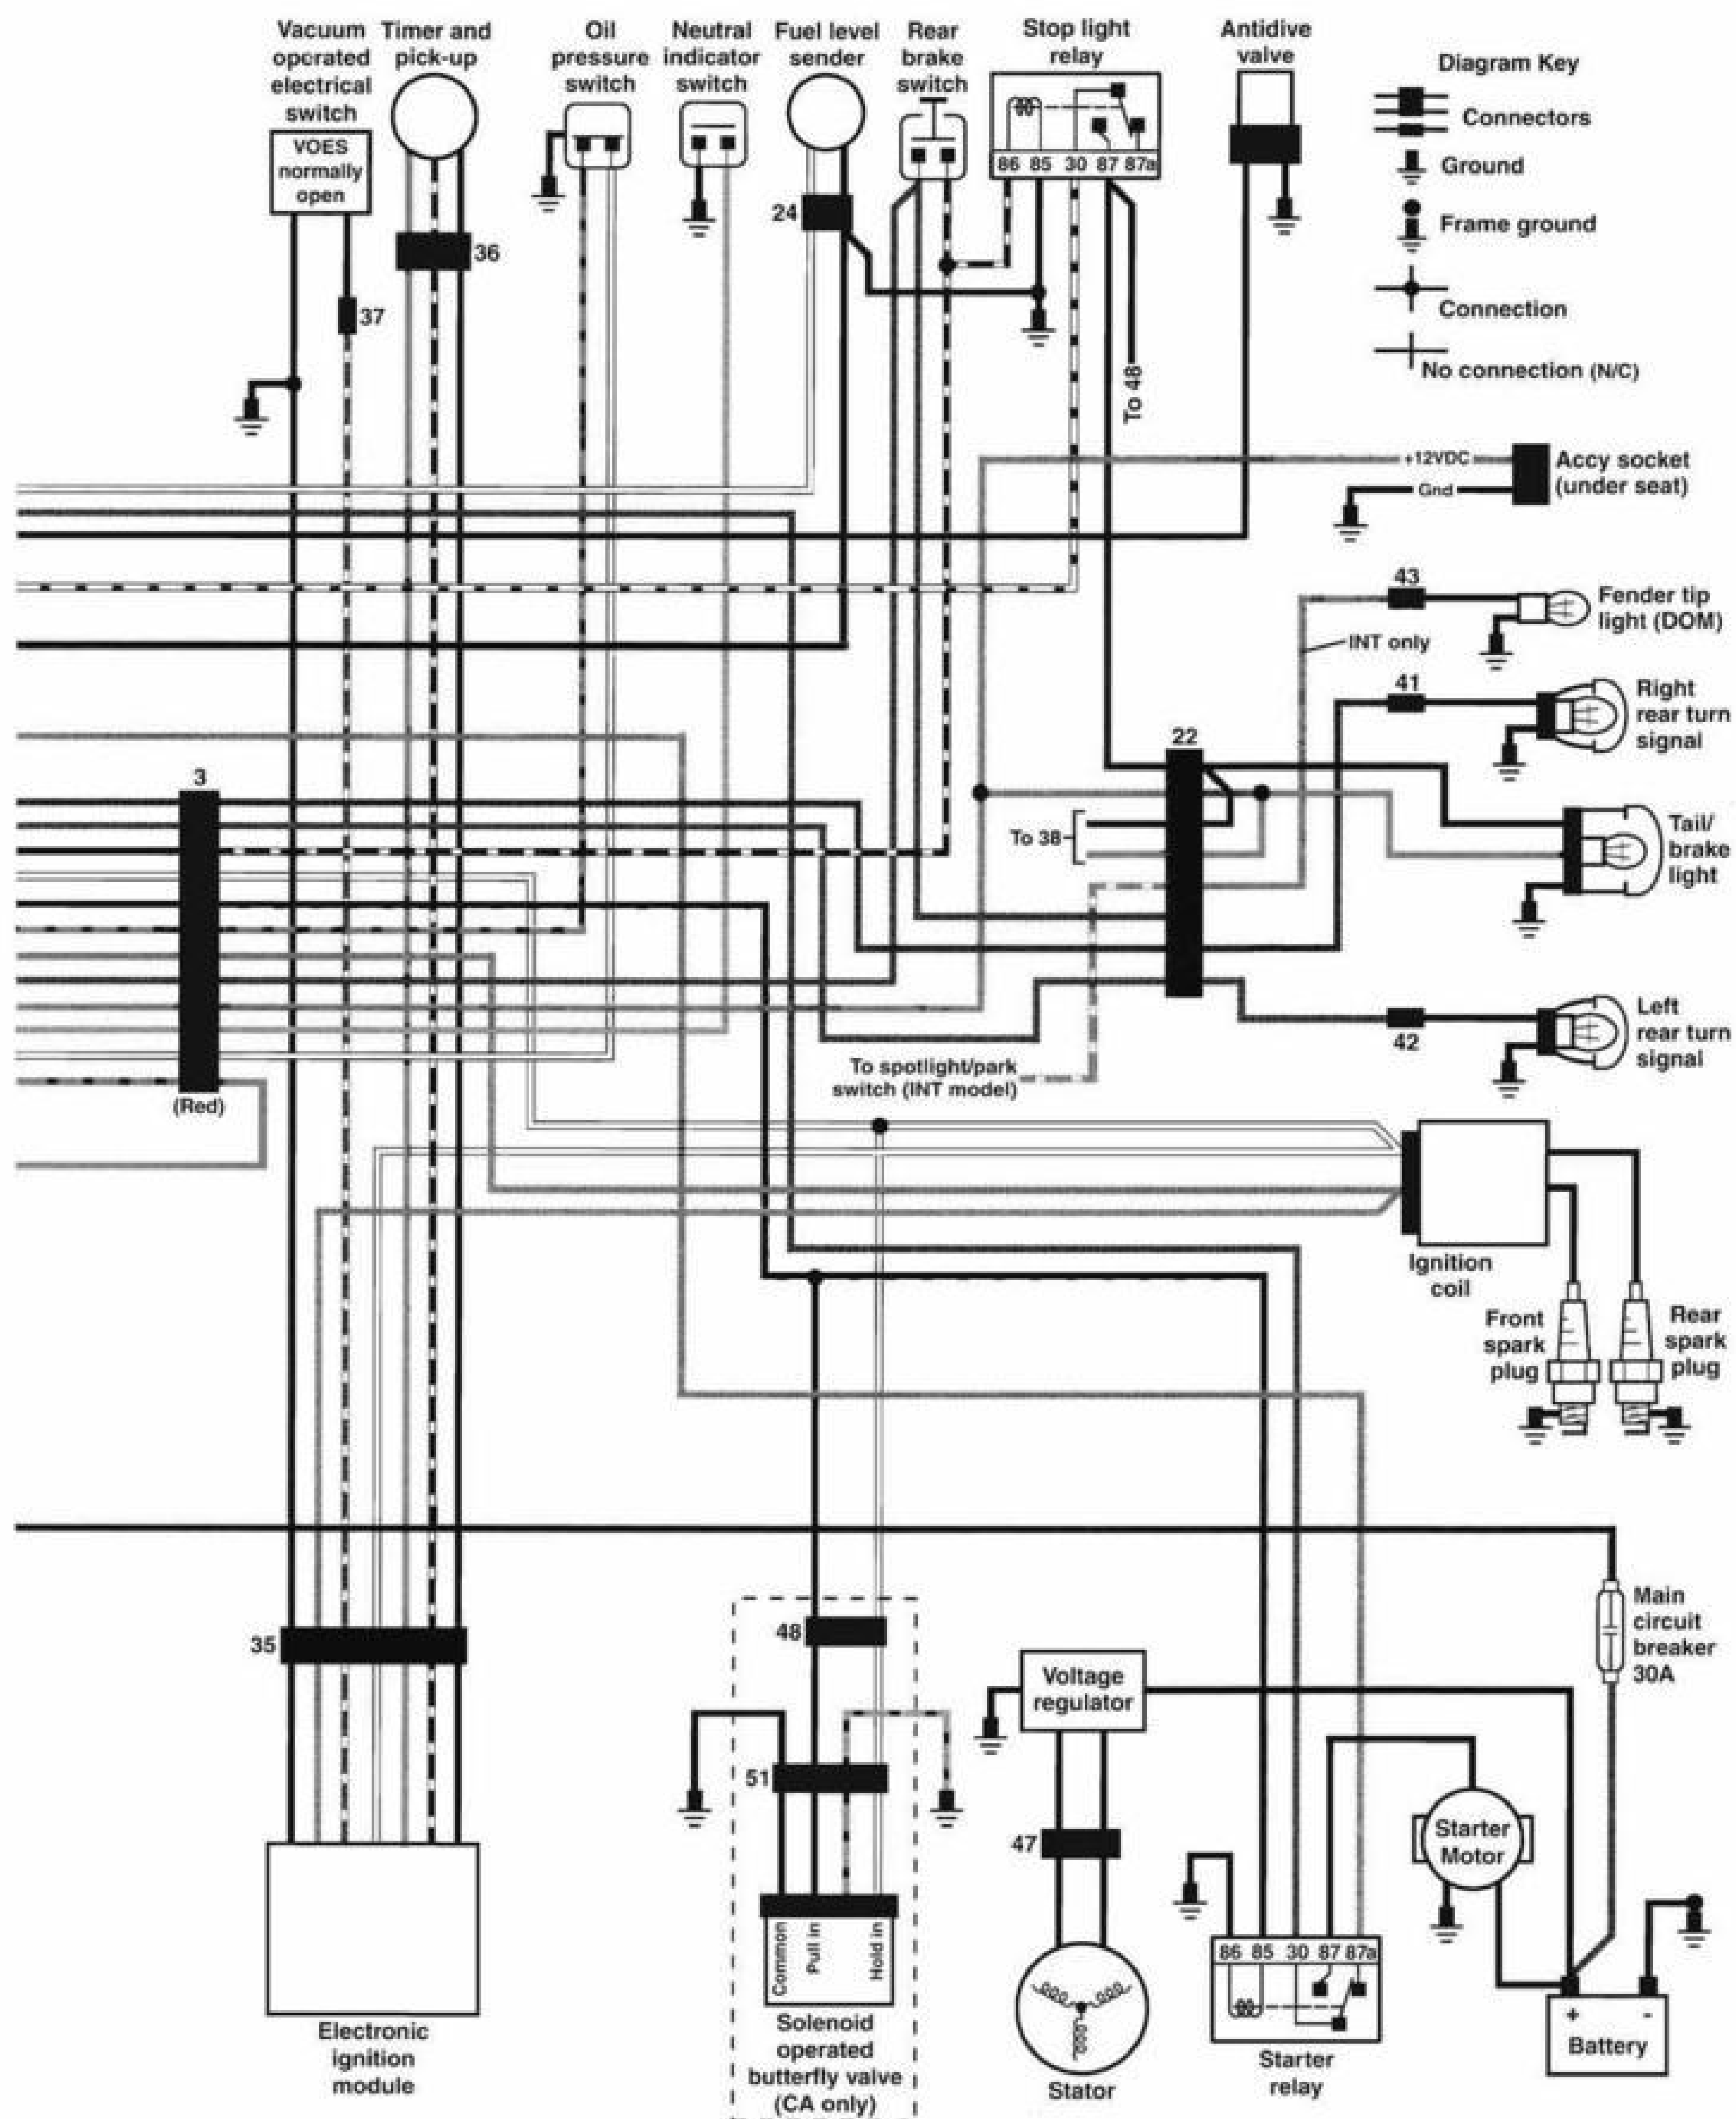 Vacuum
operated
electrical
switch
VOES
normally
open
Timer and
pick-up
Oil
pressure
switch
Neutral
indicator
switch
Fuel level
sender
Rear
brake
switch
Stop light
relay
86 85 30 87 87a
Antidive
valve
Diagram Key
Connectors
Ground
Frame ground
Connection
No connection (N/C)
24
36
37
To 48
+12VDC
Gnd
Accy socket
(under seat)
43
Fender tip
light (DOM)
INT only
41
Right
rear turn
signal
22
3
To 38
Tail/
brake
light
42
Left
rear turn
signal
To spotlight/park
switch (INT model)
(Red)
Ignition
coil
Front
spark
plug
Rear
spark
plug
Main
circuit
breaker
30A
35
48
51
Voltage
regulator
47
Starter
Motor
Common
Pull in
Hold in
86 85 30 87 87a
+ -
Battery
Electronic
ignition
module
Solenoid
operated
butterfly valve
(CA only)
Stator
Starter
relay